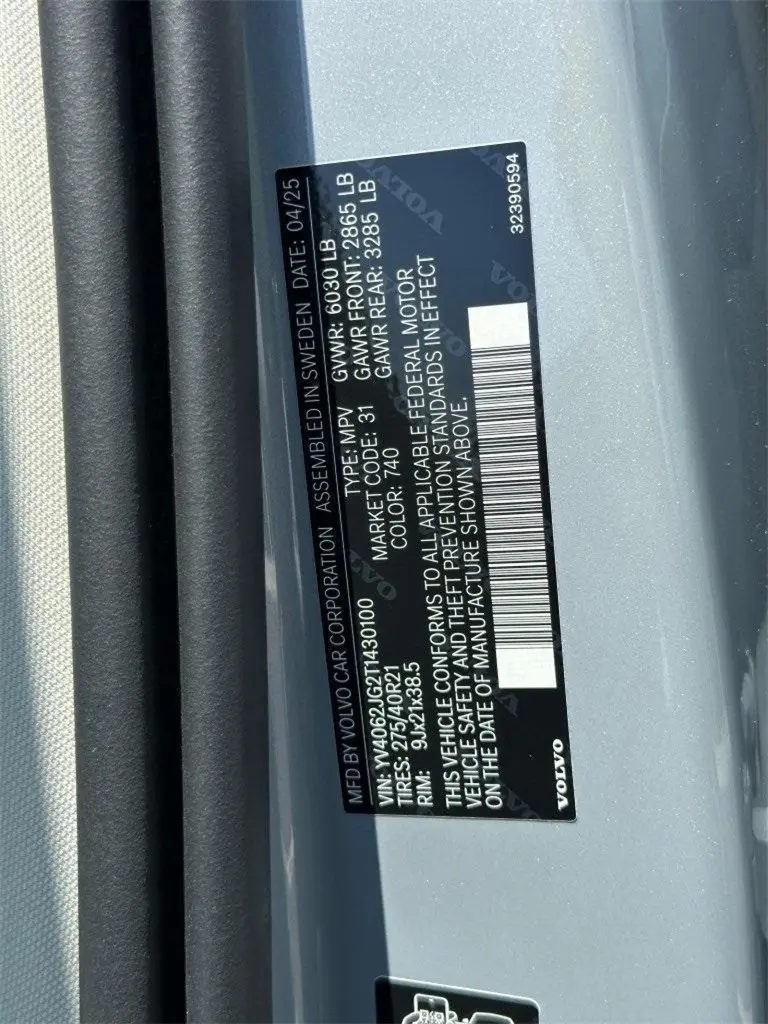 MFD BY VOLVO CAR CORPORATION ASSEMBLED IN SWEDEN DATE: 04/25
VIN: YV4062JG2T1430100 TYPE: MPV GVWR: 6030 LB
TIRES: 275/40R21 MARKET CODE: 31 GAWR FRONT: 2865 LB
RIM: 9Jx21x38.5 COLOR: 740 GAWR REAR: 3285 LB
THIS VEHICLE CONFORMS TO ALL APPLICABLE FEDERAL MOTOR
VEHICLE SAFETY AND THEFT PREVENTION STANDARDS IN EFFECT
ON THE DATE OF MANUFACTURE SHOWN ABOVE.
VOLVO 32390594